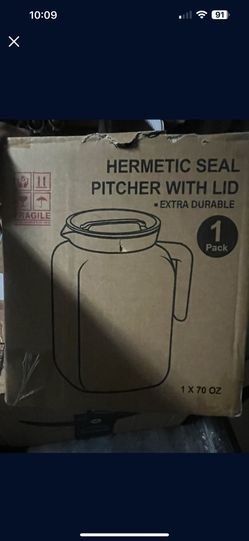 10:09
91
HERMETIC SEAL
PITCHER WITH LID
▪ EXTRA DURABLE
1
Pack
FRAGILE
1 X 70 OZ